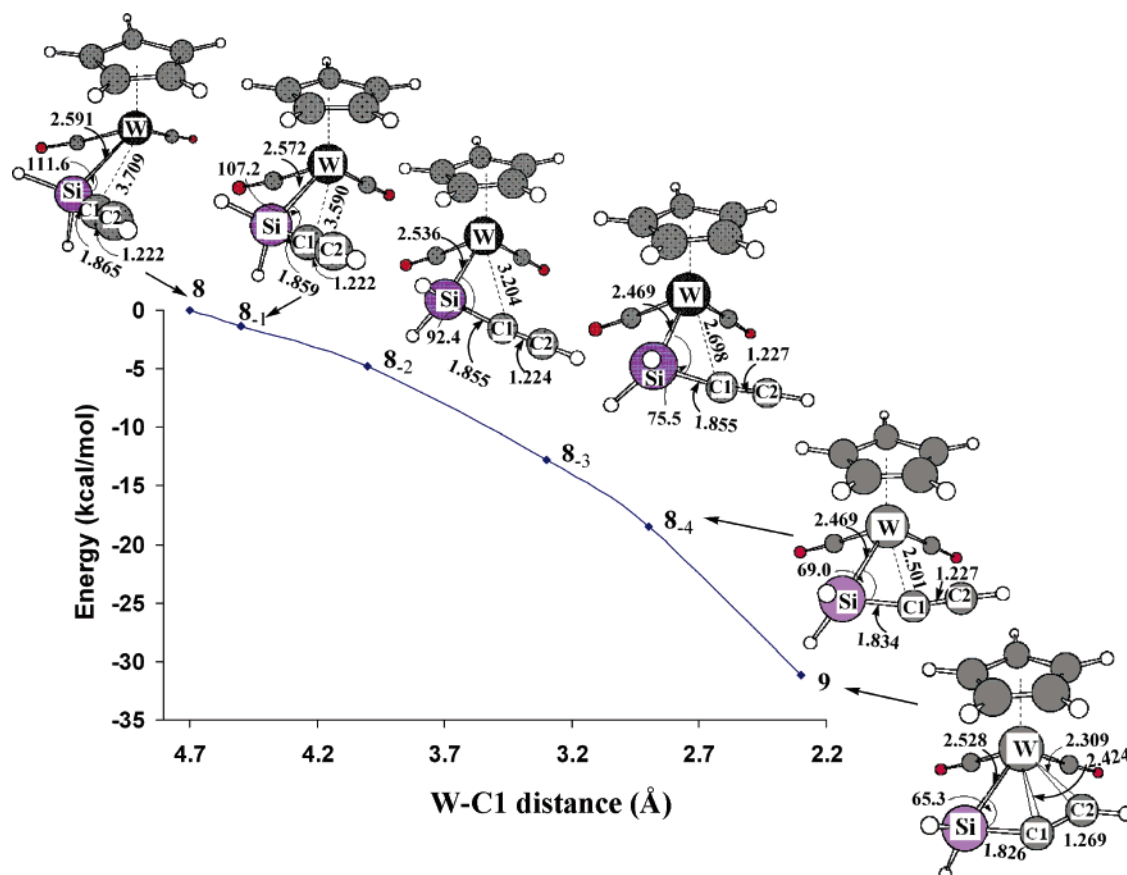 2.591
W
111.6
3.709
Si
C1
C2
1.865
1.222
107.2
2.572
W
3.590
Si
C1
C2
1.859
1.222
2.536
W
3.204
Si
C1
C2
92.4
1.855
1.224
2.469
W
2.698
1.227
Si
C1
C2
75.5
1.855
2.469
W
2.501
69.0
1.227
Si
C1
C2
1.834
2.528
W
2.309
2.424
65.3
Si
C1
C2
1.826
1.269
8
8-1
8-2
8-3
8-4
9
Energy (kcal/mol)
0
-5
-10
-15
-20
-25
-30
-35
4.7 4.2 3.7 3.2 2.7 2.2
W-C1 distance (Å)